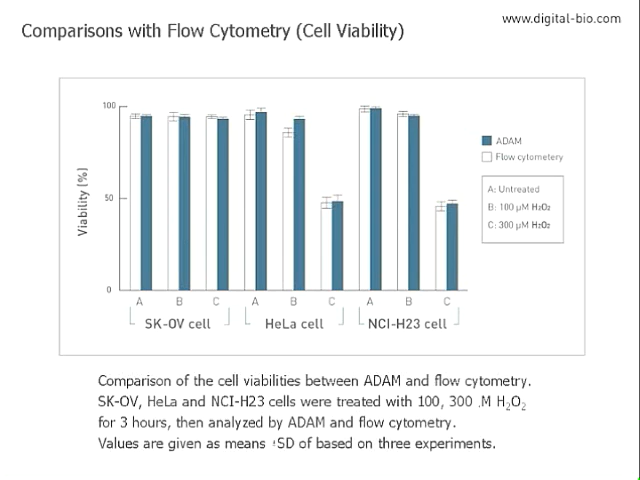 www.digital-bio.com
Comparisons with Flow Cytometry (Cell Viability)
100
50
0
Viability [%]
ADAM
Flow cytometery
A: Untreated
B: 100 μM H₂O₂
C: 300 μM H₂O₂
A B C A B C A B C
SK-OV cell HeLa cell NCI-H23 cell
Comparison of the cell viabilities between ADAM and flow cytometry.
SK-OV, HeLa and NCI-H23 cells were treated with 100, 300 M H₂O₂
for 3 hours, then analyzed by ADAM and flow cytometry.
Values are given as means SD of based on three experiments.